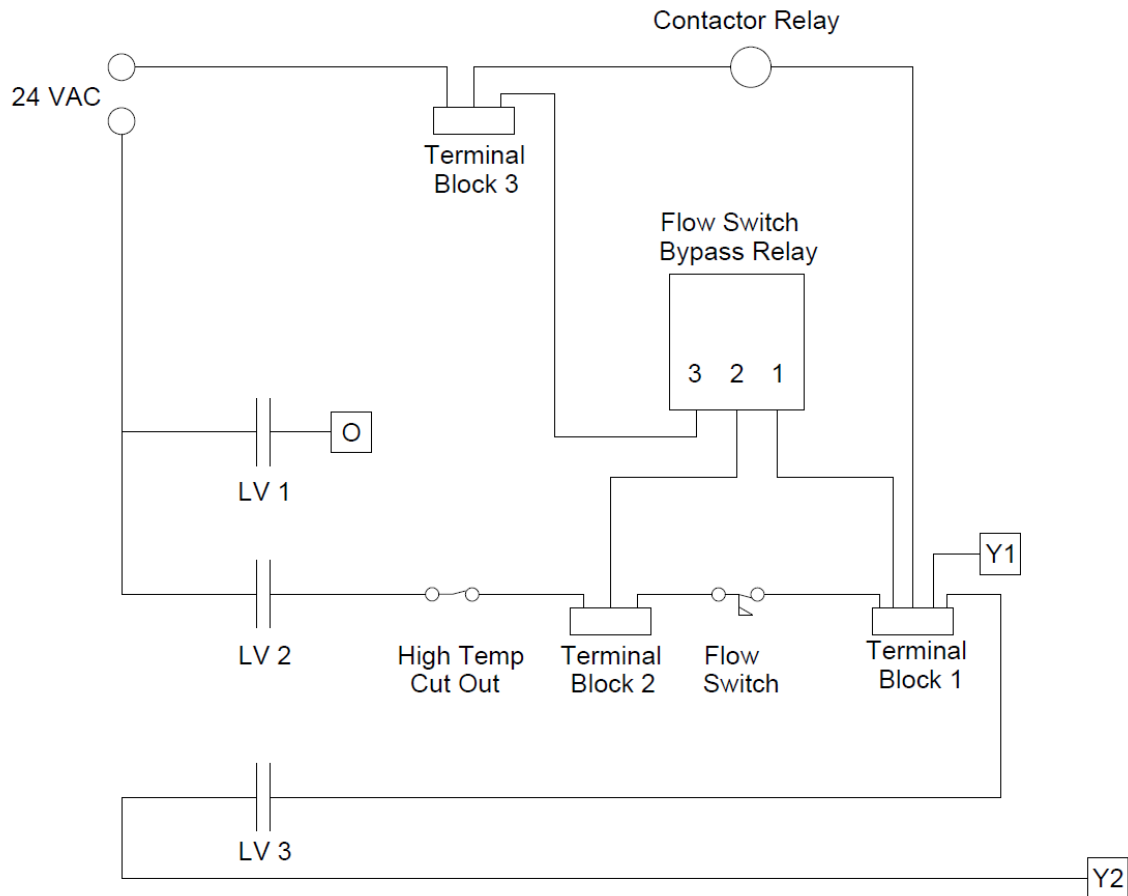 Contactor Relay
24 VAC
Terminal
Block 3
Flow Switch
Bypass Relay
3 2 1
O
LV 1
Y1
LV 2
High Temp
Cut Out
Terminal
Block 2
Flow
Switch
Terminal
Block 1
LV 3
Y2